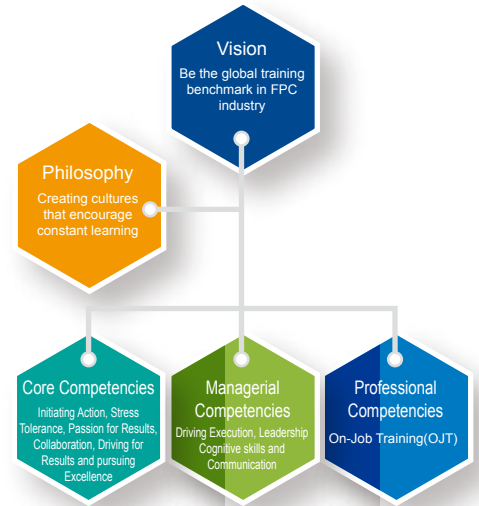 Vision
Be the global training
benchmark in FPC
industry
Philosophy
Creating cultures
that encourage
constant learning
Core Competencies
Initiating Action, Stress
Tolerance, Passion for Results,
Collaboration, Driving for
Results and pursuing
Excellence
Managerial
Competencies
Driving Execution, Leadership
Cognitive skills and
Communication
Professional
Competencies
On-Job Training(OJT)